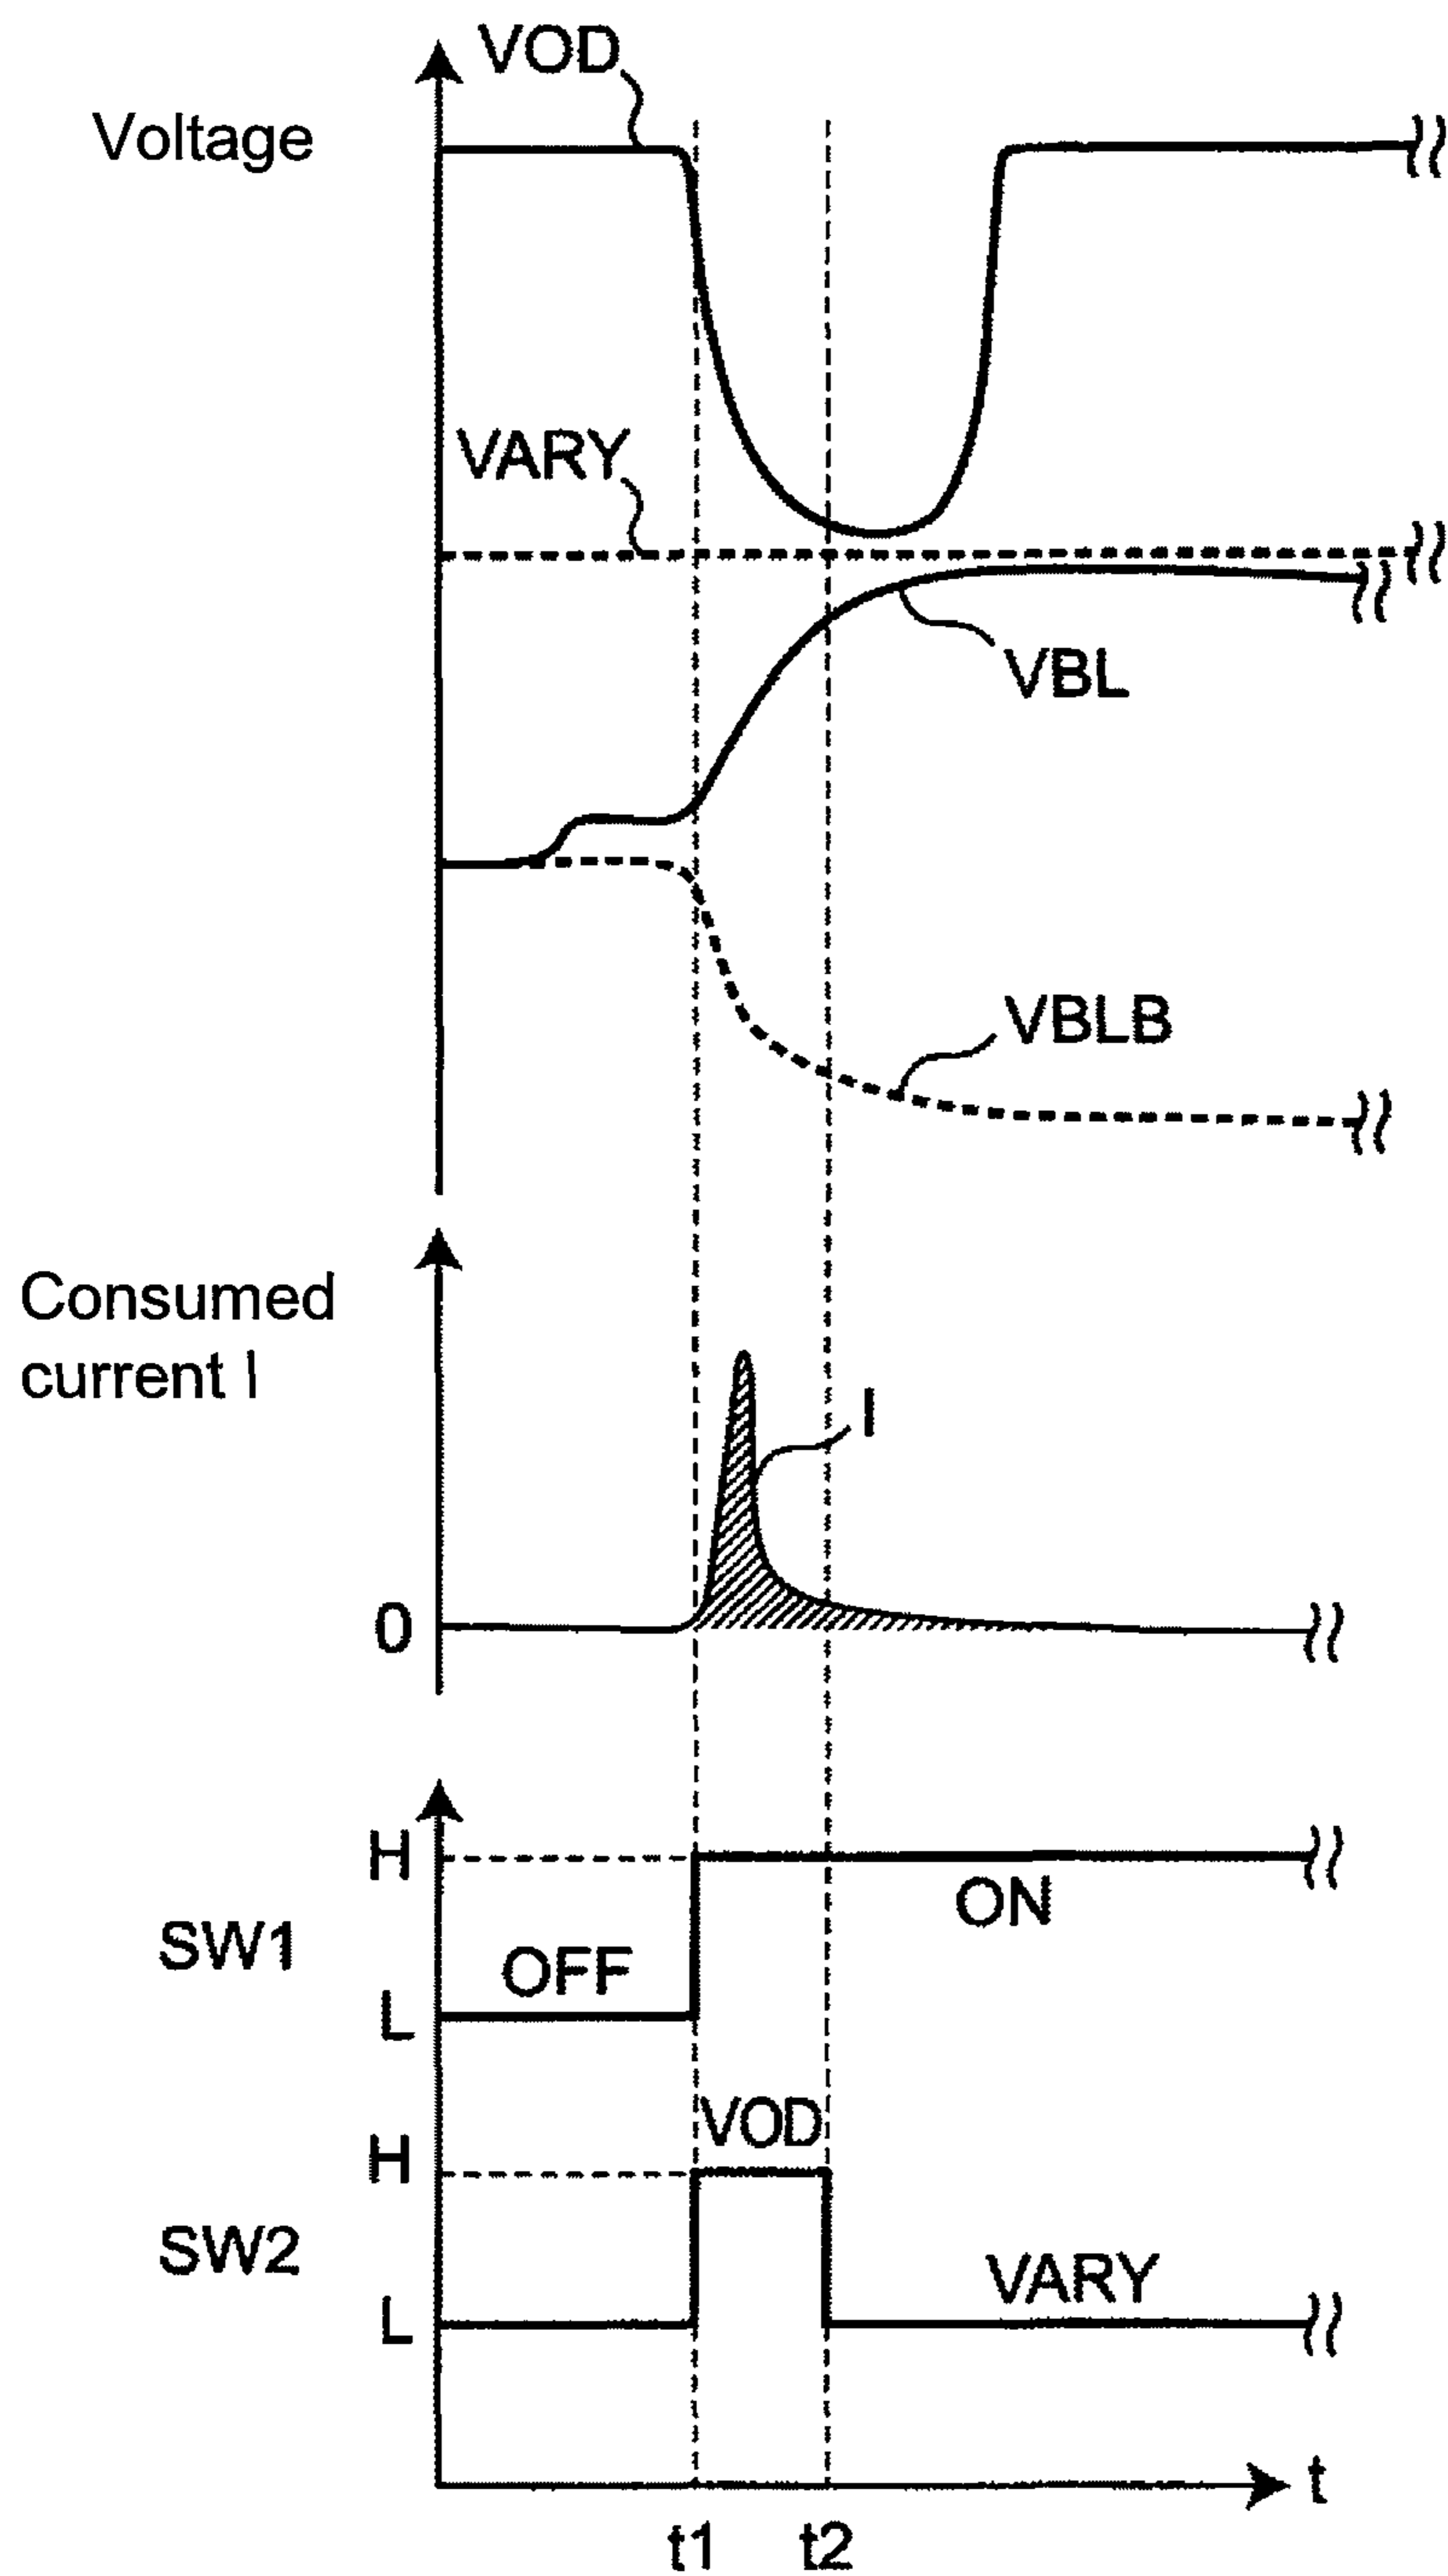 VOD
Voltage
VARY
VBL
VBLB
Consumed
current I
I
0
H
ON
SW1
OFF
L
VOD
H
SW2
VARY
L
t
t1 t2